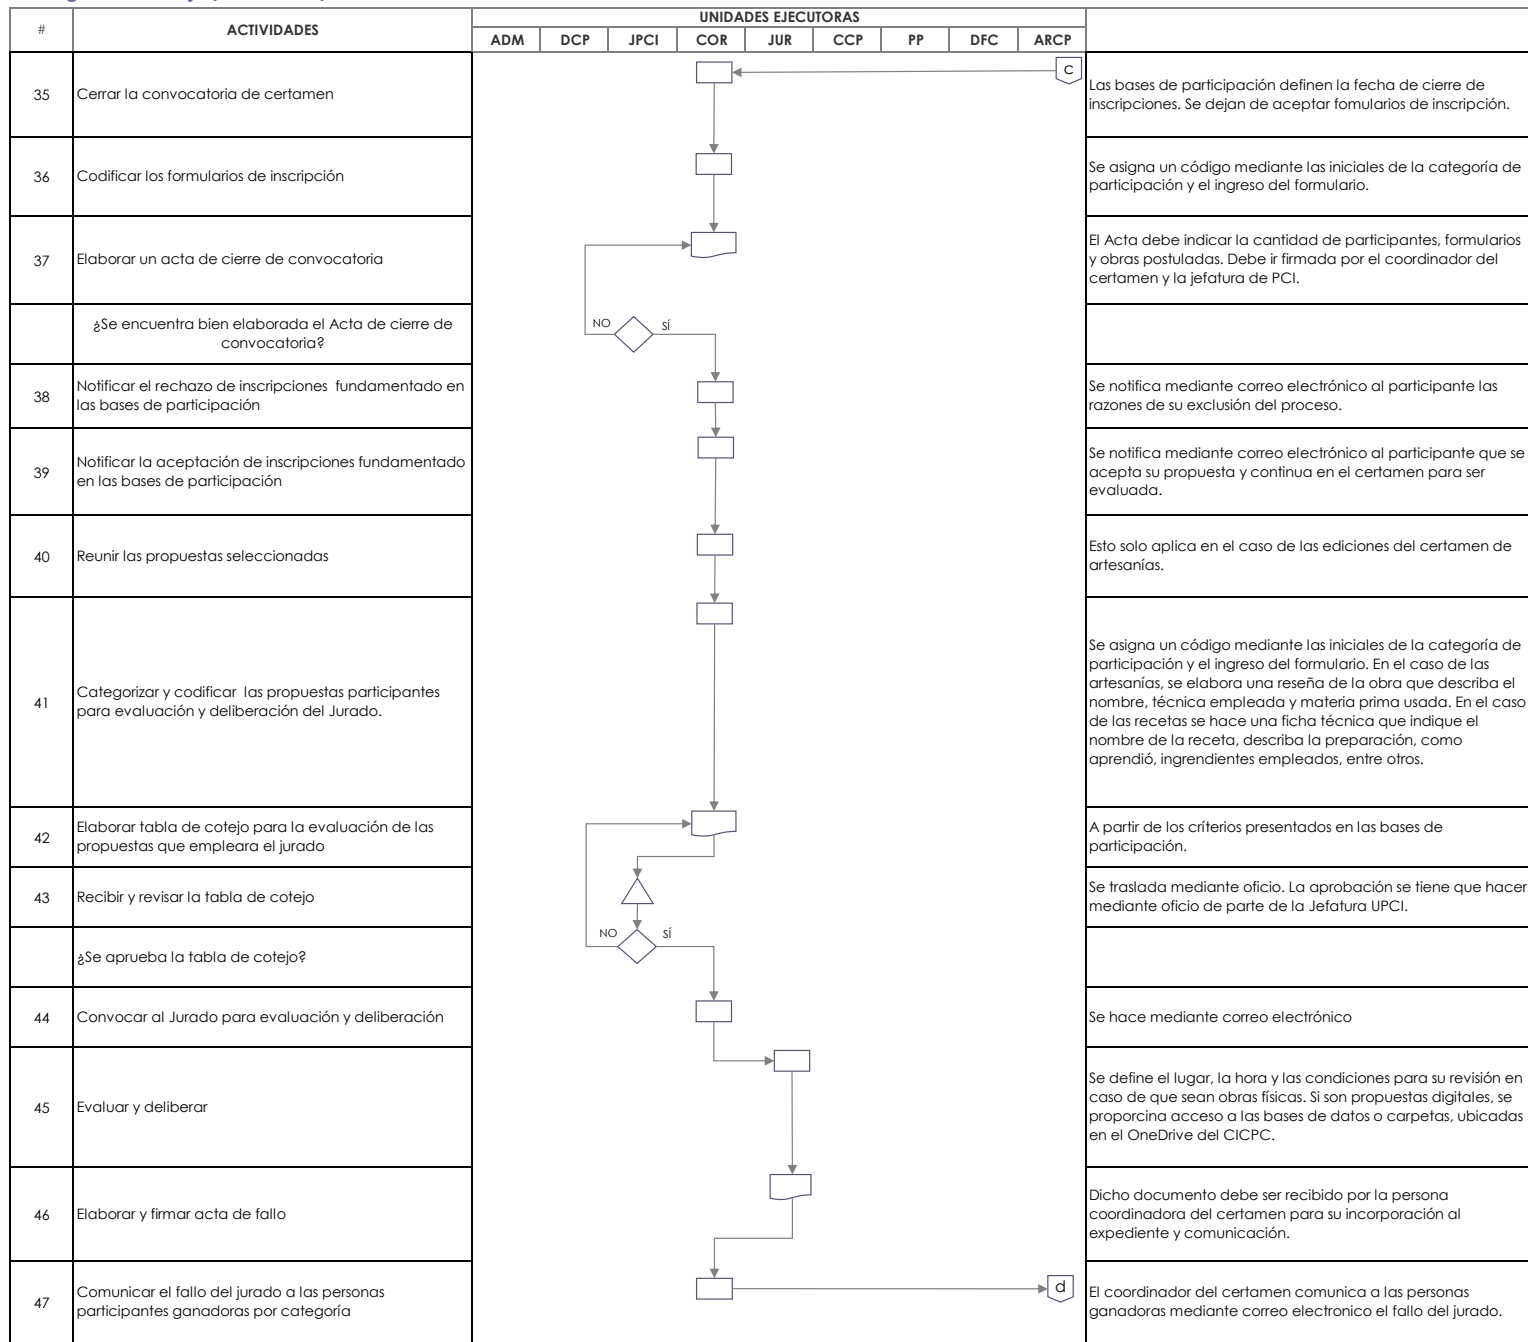 #
ACTIVIDADES
UNIDADES EJECUTORAS
ADM DCP JPCI COR JUR CCP PP DFC ARCP
c
35
Cerrar la convocatoria de certamen
Las bases de participación definen la fecha de cierre de
inscripciones. Se dejan de aceptar fomularios de inscripción.
36
Codificar los formularios de inscripción
Se asigna un código mediante las iniciales de la categoría de
participación y el ingreso del formulario.
37
Elaborar un acta de cierre de convocatoria
El Acta debe indicar la cantidad de participantes, formularios
y obras postuladas. Debe ir firmada por el coordinador del
certamen y la jefatura de PCI.
¿Se encuentra bien elaborada el Acta de cierre de
convocatoria?
NO SÍ
38
Notificar el rechazo de inscripciones fundamentado en
las bases de participación
Se notifica mediante correo electrónico al participante las
razones de su exclusión del proceso.
39
Notificar la aceptación de inscripciones fundamentado
en las bases de participación
Se notifica mediante correo electrónico al participante que se
acepta su propuesta y continua en el certamen para ser
evaluada.
40
Reunir las propuestas seleccionadas
Esto solo aplica en el caso de las ediciones del certamen de
artesanías.
41
Categorizar y codificar las propuestas participantes
para evaluación y deliberación del Jurado.
Se asigna un código mediante las iniciales de la categoría de
participación y el ingreso del formulario. En el caso de las
artesanías, se elabora una reseña de la obra que describa el
nombre, técnica empleada y materia prima usada. En el caso
de las recetas se hace una ficha técnica que indique el
nombre de la receta, describa la preparación, como
aprendió, ingrendientes empleados, entre otros.
42
Elaborar tabla de cotejo para la evaluación de las
propuestas que empleara el jurado
A partir de los críterios presentados en las bases de
participación.
43
Recibir y revisar la tabla de cotejo
Se traslada mediante oficio. La aprobación se tiene que hacer
mediante oficio de parte de la Jefatura UPCI.
¿Se aprueba la tabla de cotejo?
NO SÍ
44
Convocar al Jurado para evaluación y deliberación
Se hace mediante correo electrónico
45
Evaluar y deliberar
Se define el lugar, la hora y las condiciones para su revisión en
caso de que sean obras físicas. Si son propuestas digitales, se
proporcina acceso a las bases de datos o carpetas, ubicadas
en el OneDrive del CICPC.
46
Elaborar y firmar acta de fallo
Dicho documento debe ser recibido por la persona
coordinadora del certamen para su incorporación al
expediente y comunicación.
47
Comunicar el fallo del jurado a las personas
participantes ganadoras por categoría
d
El coordinador del certamen comunica a las personas
ganadoras mediante correo electronico el fallo del jurado.